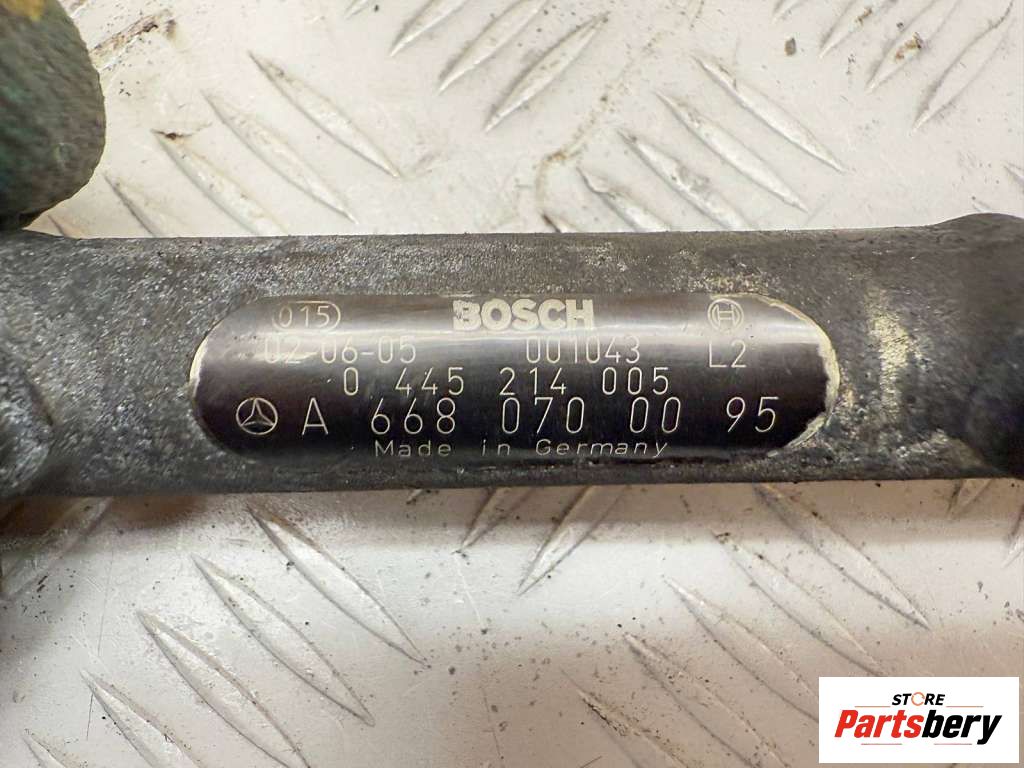 015 BOSCH
02-06-05 001043 L2
0 445 214 005
A 668 070 00 95
Made in Germany
STORE
Partsbery